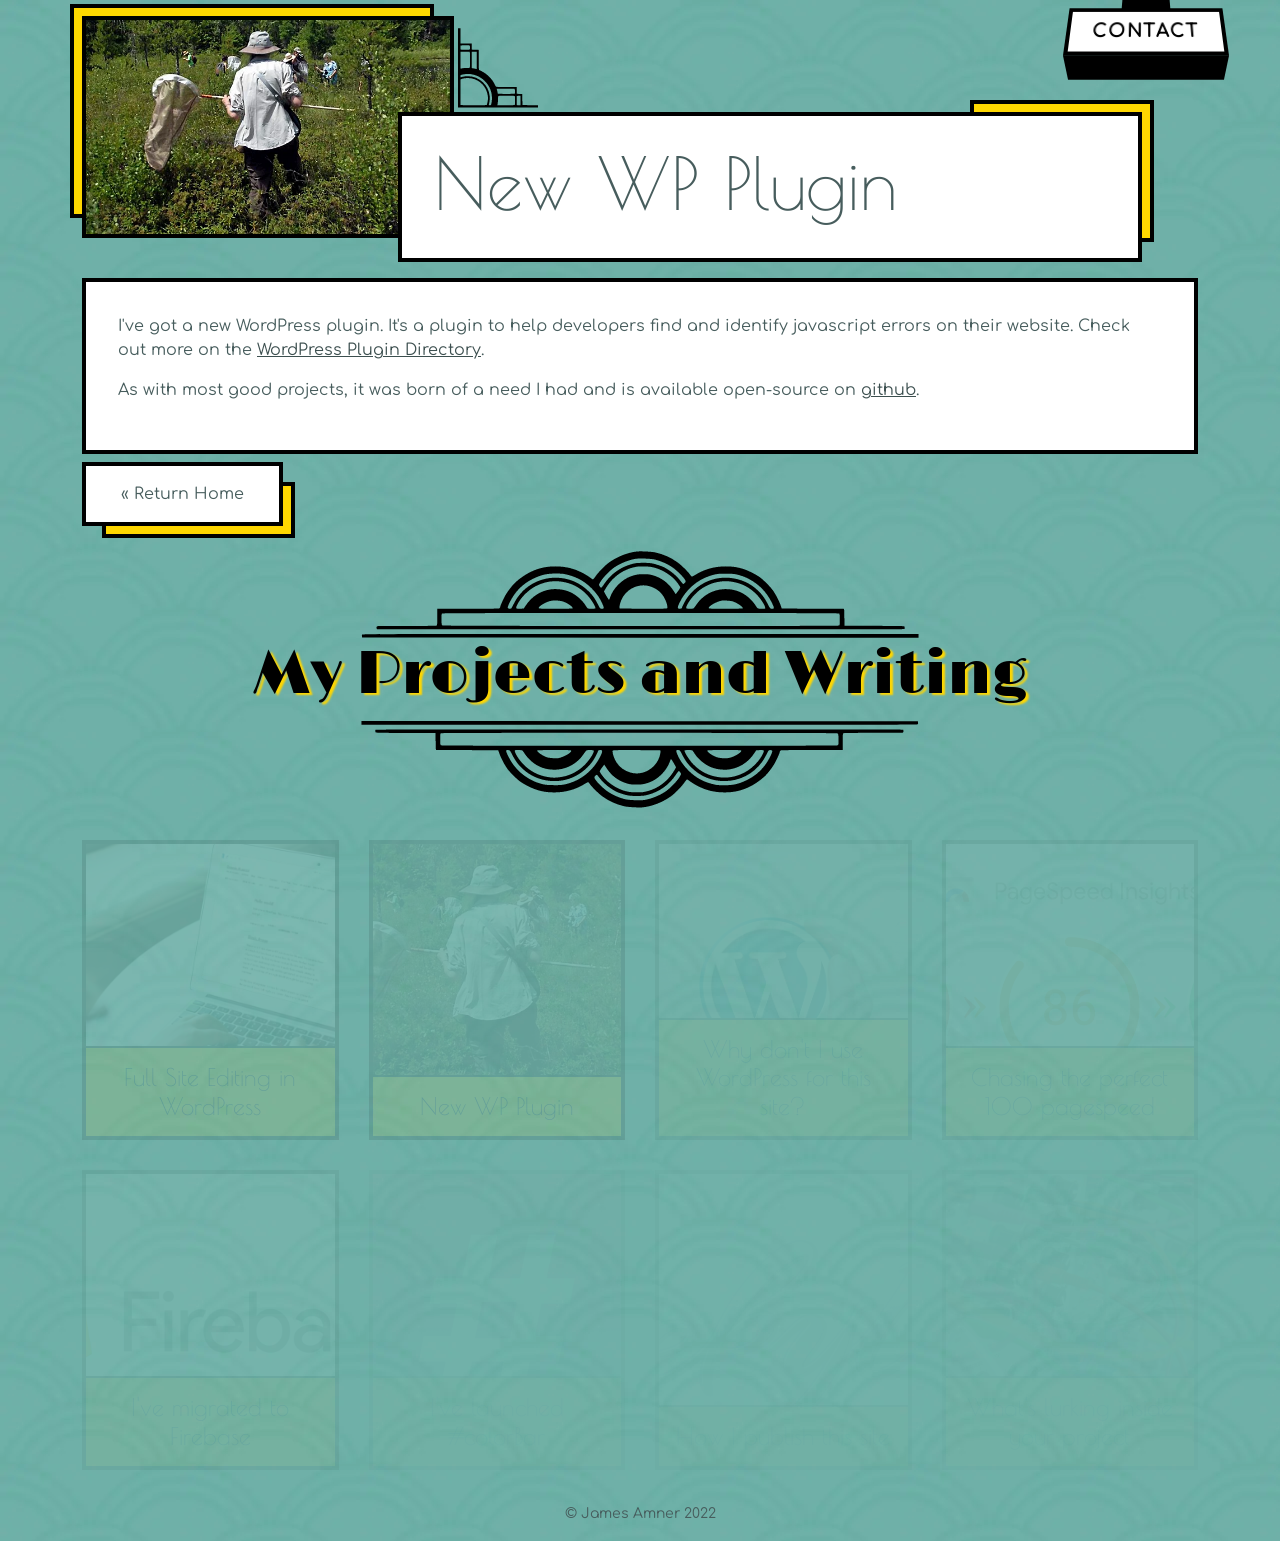 CONTACT
New WP Plugin
I've got a new WordPress plugin. It's a plugin to help developers find and identify javascript errors on their website. Check
out more on the WordPress Plugin Directory.
As with most good projects, it was born of a need I had and is available open-source on github.
« Return Home
My Projects and Writing
PageSpeed Insight
86
Full Site Editing in
WordPress
New WP Plugin
Why don't I use
WordPress for this
site?
Chasing the perfect
100 pagespeed
Fireba
I've migrated to
firebase
© James Amner 2022